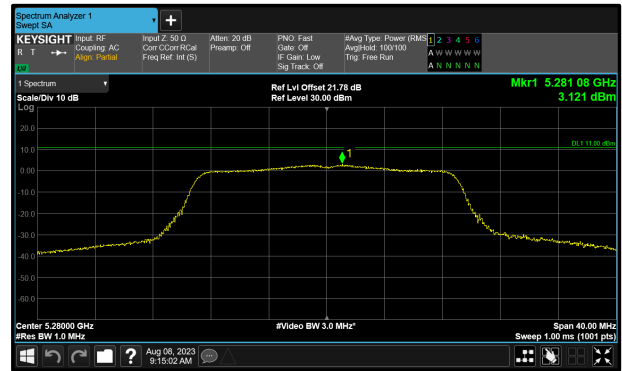 Spectrum Analyzer 1
Swept SA
+
KEYSIGHT
R T
LW
Input: RF
Coupling: AC
Align: Partial
Input Z: 50 Ω
Corr CCorr RCal
Freq Ref: Int (S)
Atten: 20 dB
Preamp: Off
PNO: Fast
Gate: Off
IF Gain: Low
Sig Track: Off
#Avg Type: Power (RMS
Avg|Hold: 100/100
Trig: Free Run
1 2 3 4 5 6
A W W W W W
A N N N N N
1 Spectrum
Scale/Div 10 dB
Log
Ref Lvl Offset 21.78 dB
Ref Level 30.00 dBm
Mkr1 5.281 08 GHz
3.121 dBm
20.0
10.0
0.00
-10.0
-20.0
-30.0
-40.0
-50.0
-60.0
DL1 11.00 dBm
1
Center 5.28000 GHz
#Res BW 1.0 MHz
#Video BW 3.0 MHz*
Span 40.00 MHz
Sweep 1.00 ms (1001 pts)
?
Aug 08, 2023
9:15:02 AM